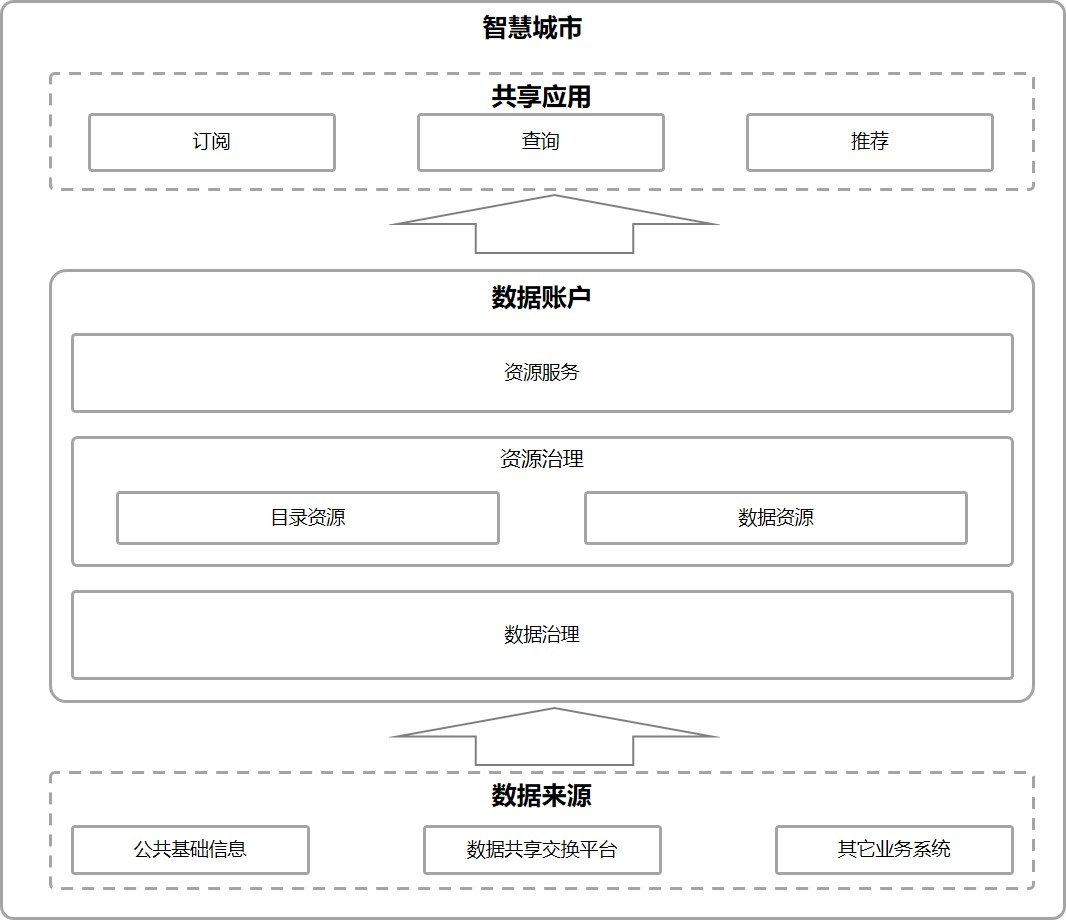 智慧城市
共享应用
订阅
查询
推荐
数据账户
资源服务
资源治理
目录资源
数据资源
数据治理
数据来源
公共基础信息
数据共享交换平台
其它业务系统